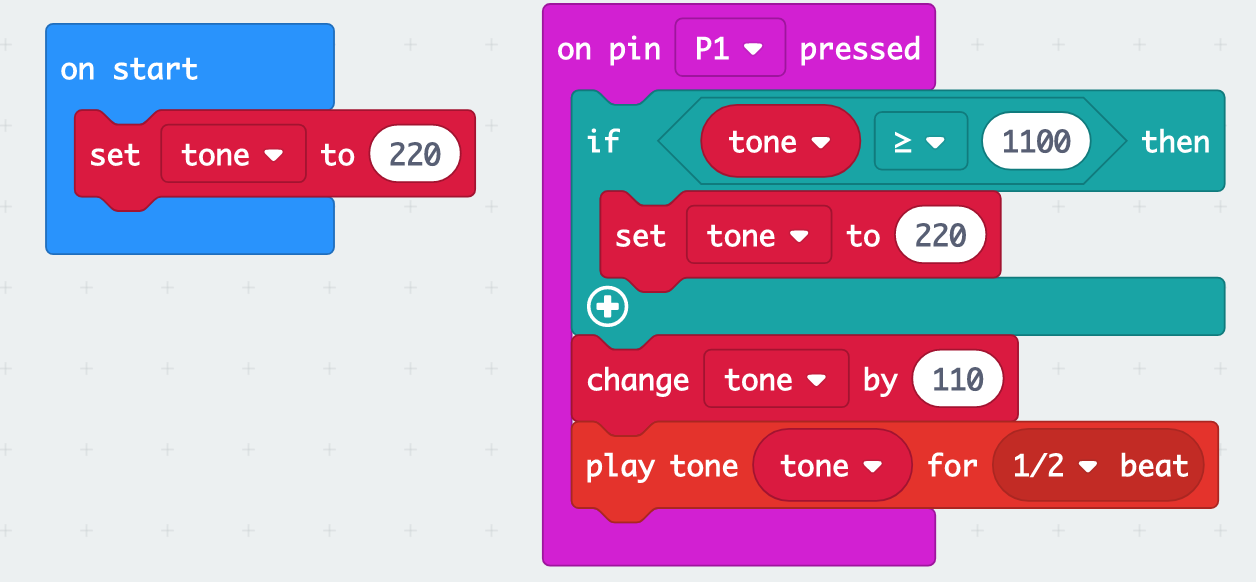 on start
set tone to 220
on pin P1 pressed
if tone ≥ 1100 then
set tone to 220
change tone by 110
play tone tone for 1/2 beat